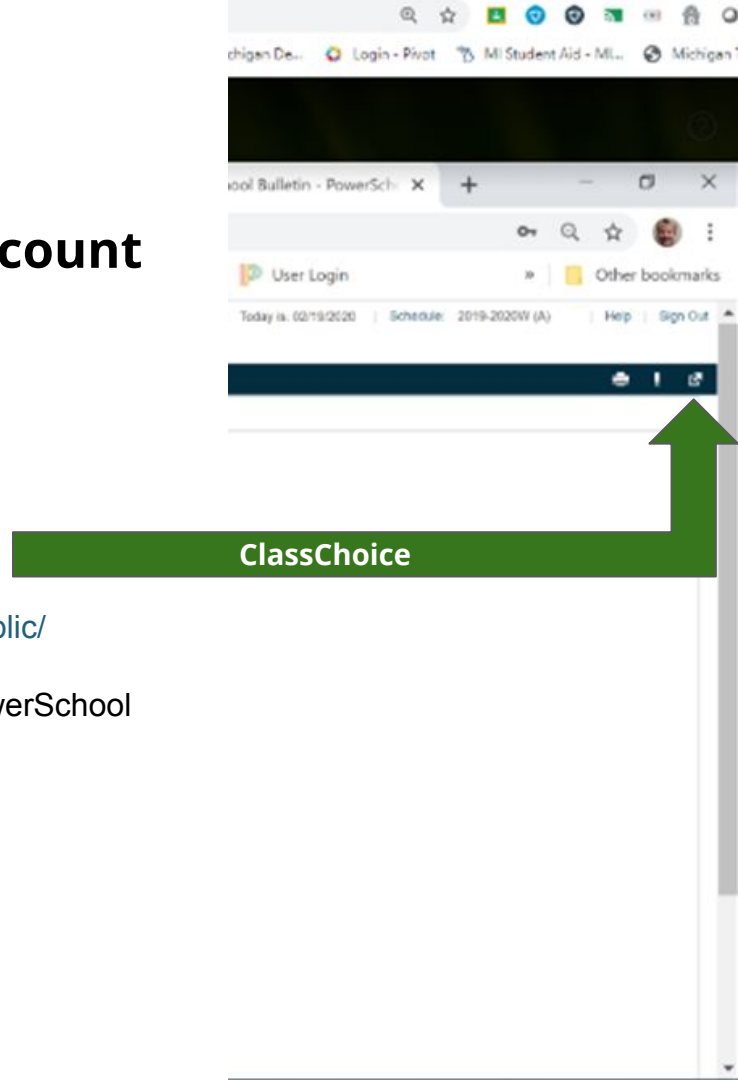 chigan De... Login - Pivot MI Student Aid - MI... Michigan
ool Bulletin - PowerSch
count
User Login » Other bookmarks
Today is: 02/19/2020 | Schedule: 2019-2020W (A) | Help | Sign Out
ClassChoice
lic/
werSchool